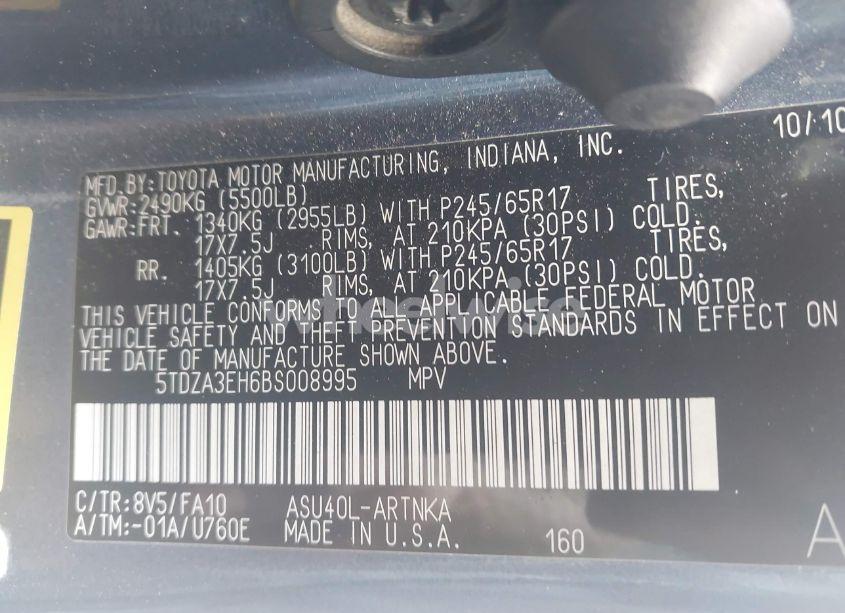 10/10
MFD.BY:TOYOTA MOTOR MANUFACTURING, INDIANA, INC.
GVWR:2490KG (5500LB)
GAWR:FRT. 1340KG (2955LB) WITH P245/65R17 TIRES,
17X7.5J RIMS, AT 210KPA (30PSI) COLD.
RR. 1405KG (3100LB) WITH P245/65R17 TIRES,
17X7.5J RIMS, AT 210KPA (30PSI) COLD.
THIS VEHICLE CONFORMS TO ALL APPLICABLE FEDERAL MOTOR
VEHICLE SAFETY AND THEFT PREVENTION STANDARDS IN EFFECT ON
THE DATE OF MANUFACTURE SHOWN ABOVE.
5TDZA3EH6BS008995 MPV
C/TR:8V5/FA10 ASU40L-ARTNKA
A/TM:-01A/U760E MADE IN U.S.A. 160
A
wheelwise